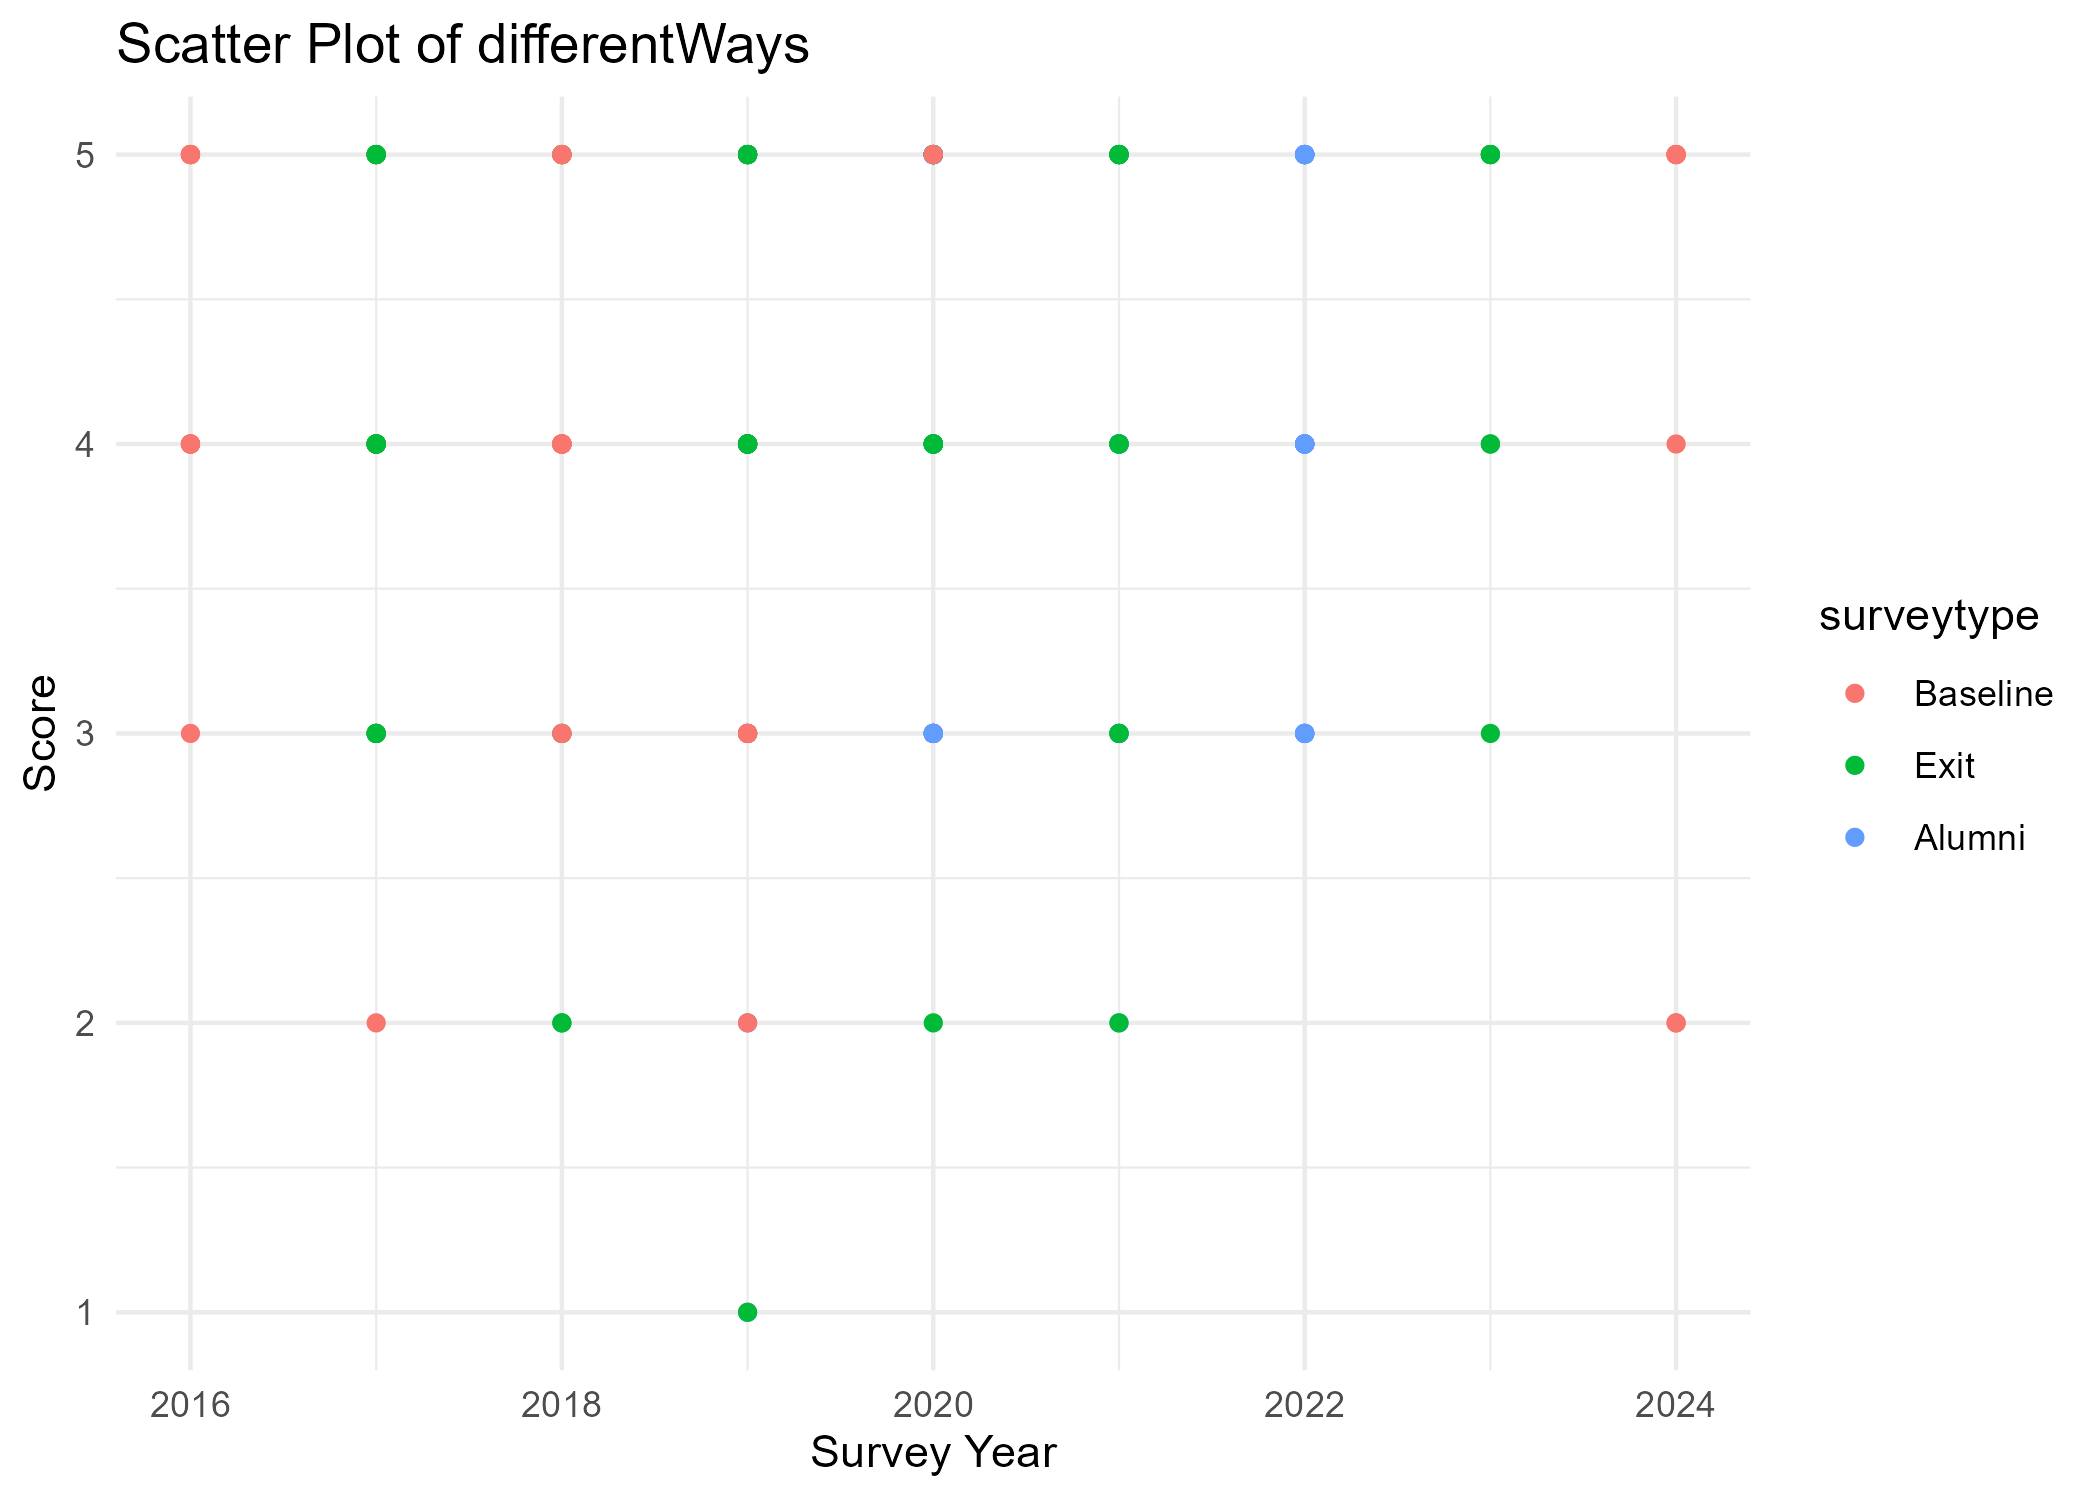 Scatter Plot of differentWays
5
4
3
2
1
Score
2016 2018 2020 2022 2024
Survey Year
surveytype
Baseline
Exit
Alumni